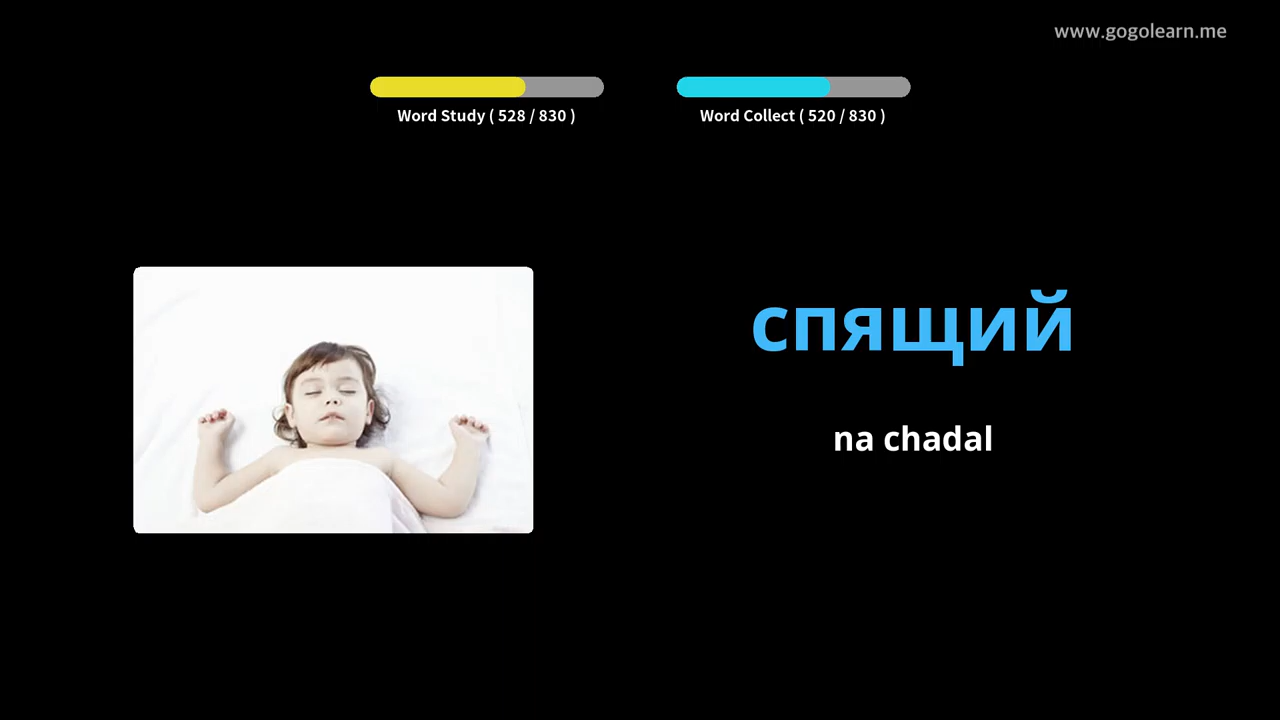 www.gogolearn.me
Word Study ( 528 / 830 )
Word Collect ( 520 / 830 )
спящий
na chadal